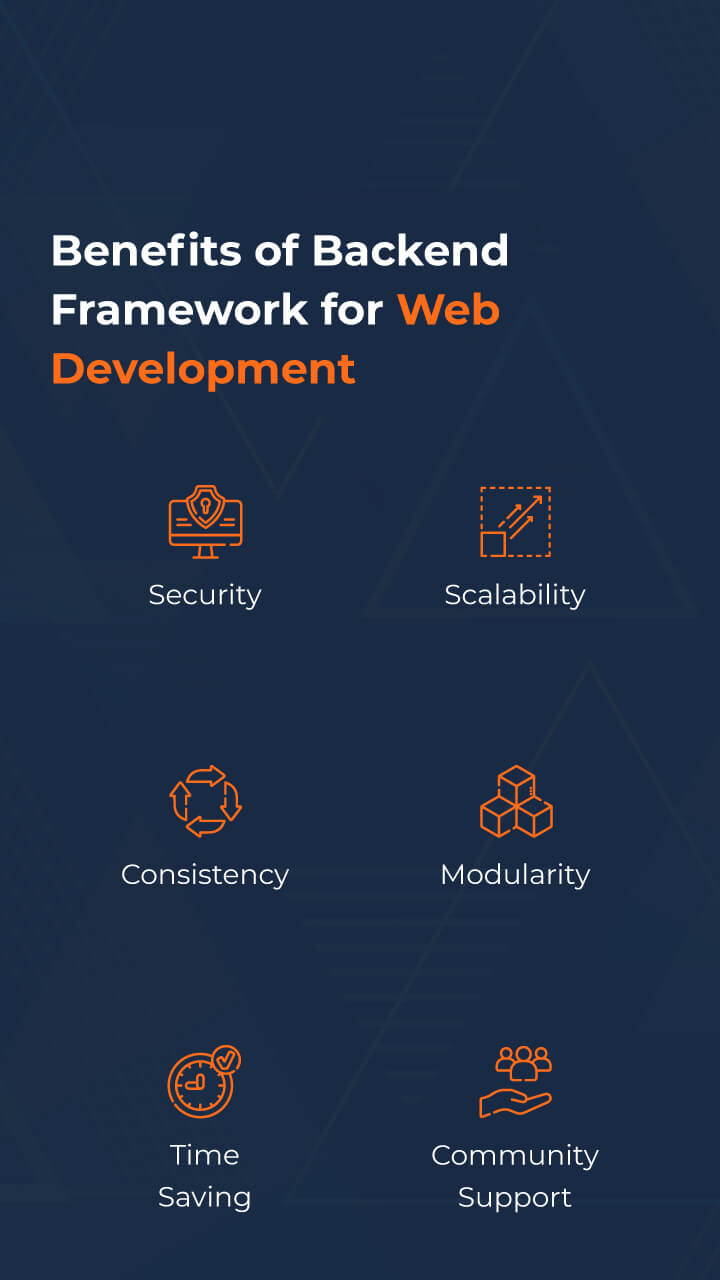 Benefits of Backend
Framework for Web
Development
Security
Scalability
Consistency
Modularity
Time
Saving
Community
Support